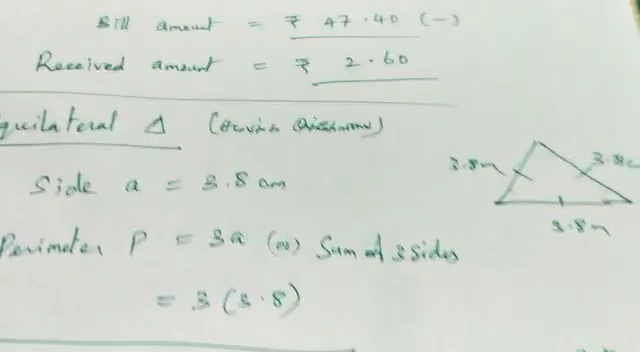 Bill amount = ₹ 47.40 (-)
Received amount = ₹ 2.60
quilateral Δ
Side a = 3.8 cm
3.8
3.8c
3.8
Perimeter P = 3a (or) Sum of 3 sides
= 3 (3.8)